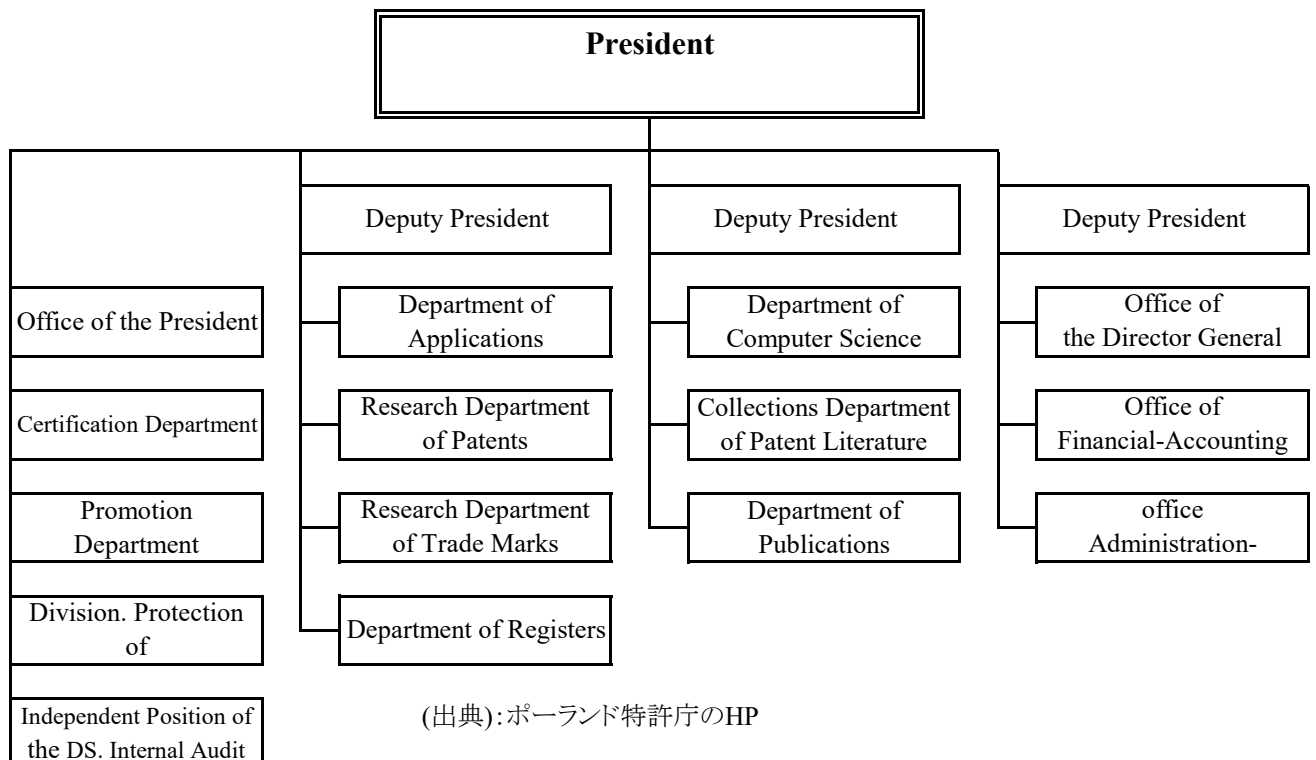 President
Deputy President
Deputy President
Deputy President
Office of the President
Department of
Applications
Department of
Computer Science
Office of
the Director General
Certification Department
Research Department
of Patents
Collections Department
of Patent Literature
Office of
Financial-Accounting
Promotion
Department
Research Department
of Trade Marks
Department of
Publications
office
Administration-
Division. Protection
of
Department of Registers
Independent Position of
the DS. Internal Audit
(出典):ポーランド特許庁のHP